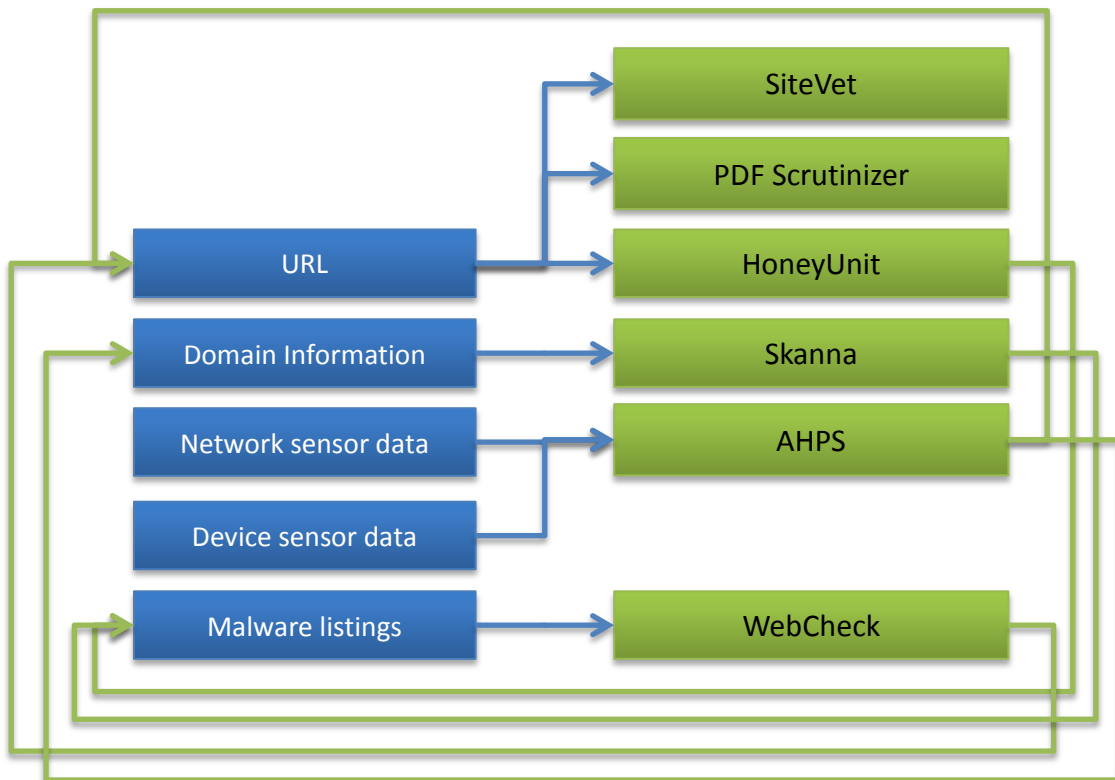 SiteVet
PDF Scrutinizer
URL
HoneyUnit
Domain Information
Skanna
Network sensor data
AHPS
Device sensor data
Malware listings
WebCheck